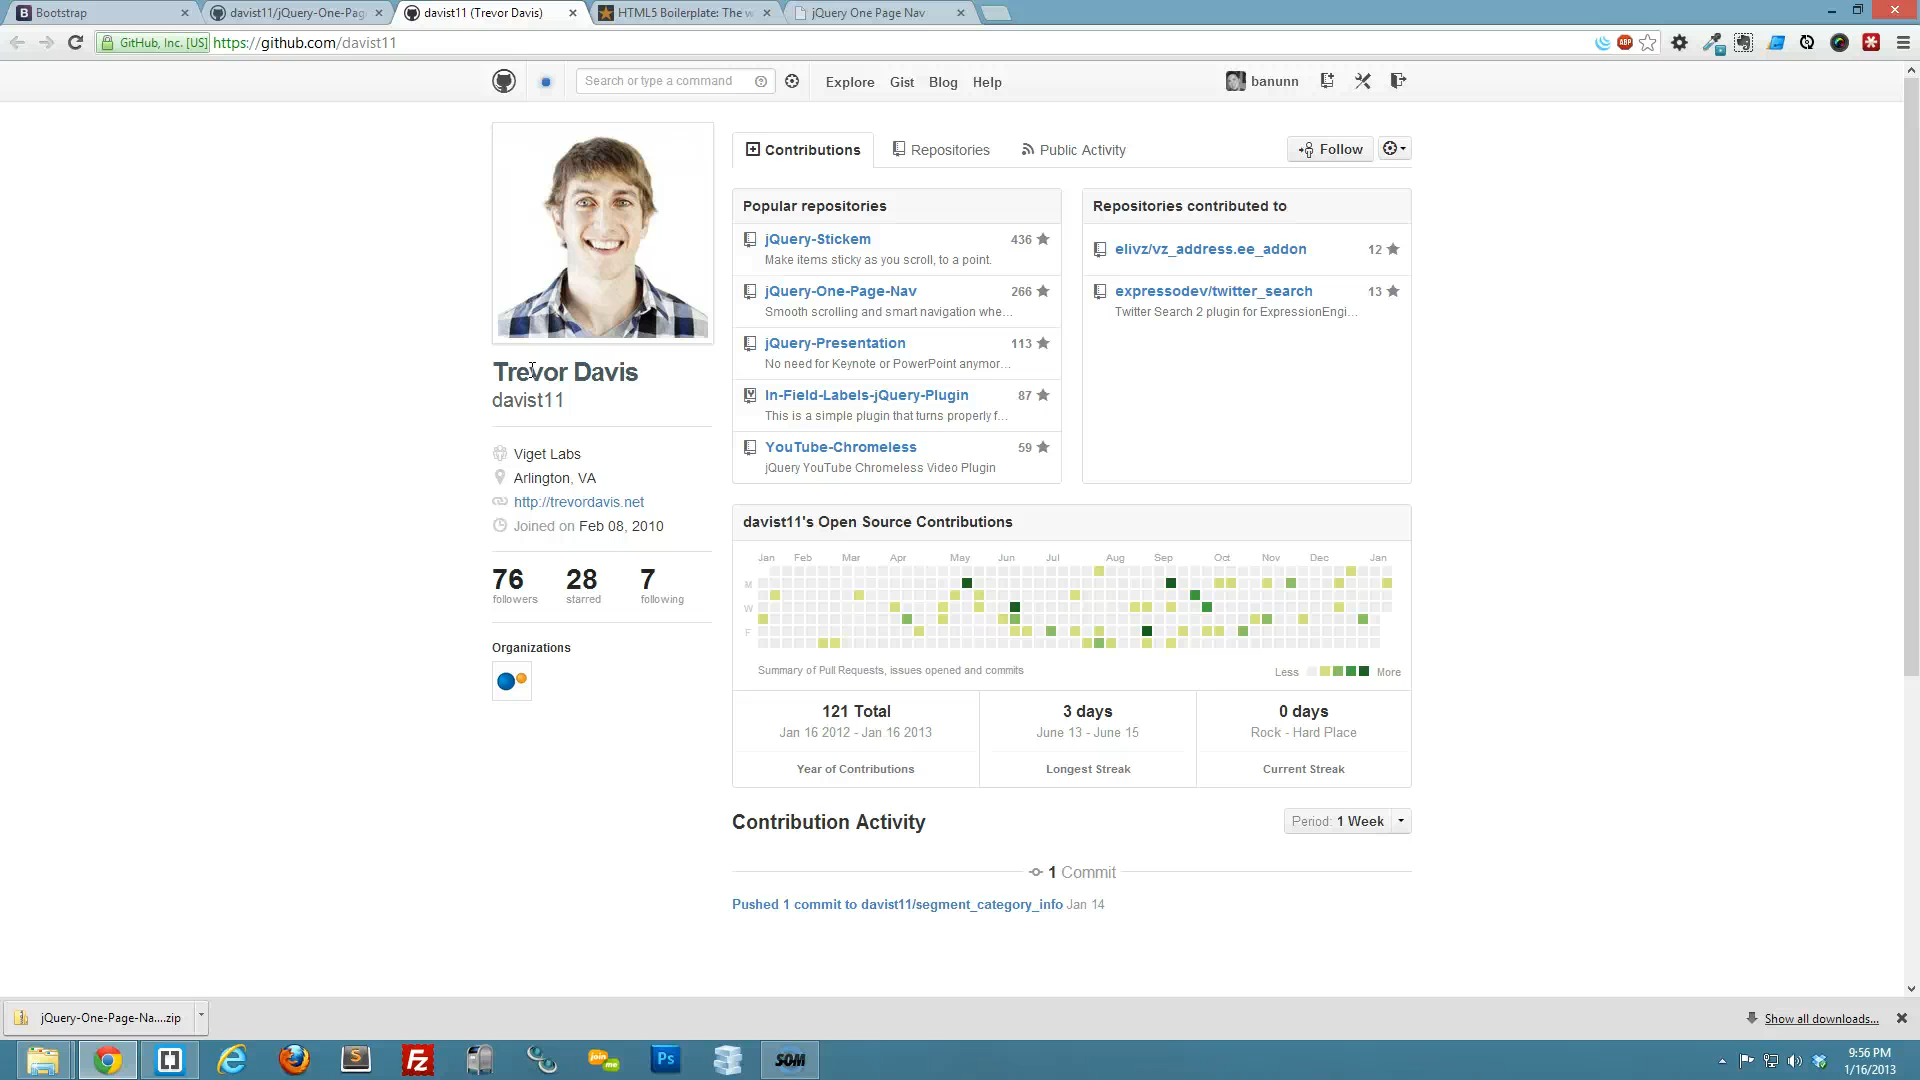 Bootstrap
davist11/jQuery-One-Pag
davist11 (Trevor Davis)
HTML5 Boilerplate: The w
jQuery One Page Nav
GitHub, Inc. [US]
https://github.com/davist11
ABP
Search or type a command
Explore
Gist
Blog
Help
banunn
Contributions
Repositories
Public Activity
Follow
Trevor Davis
davist11
Viget Labs
Arlington, VA
http://trevordavis.net
Joined on Feb 08, 2010
76
followers
28
starred
7
following
Organizations
Popular repositories
jQuery-Stickem
436
Make items sticky as you scroll, to a point.
jQuery-One-Page-Nav
266
Smooth scrolling and smart navigation whe...
jQuery-Presentation
113
No need for Keynote or PowerPoint anymor...
In-Field-Labels-jQuery-Plugin
87
This is a simple plugin that turns properly f...
YouTube-Chromeless
59
jQuery YouTube Chromeless Video Plugin
Repositories contributed to
elivz/vz_address.ee_addon
12
expressodev/twitter_search
13
Twitter Search 2 plugin for ExpressionEngi...
davist11's Open Source Contributions
Jan Feb Mar Apr May Jun Jul Aug Sep Oct Nov Dec Jan
M
W
F
Summary of Pull Requests, issues opened and commits
Less
More
121 Total
Jan 16 2012 - Jan 16 2013
Year of Contributions
3 days
June 13 - June 15
Longest Streak
0 days
Rock - Hard Place
Current Streak
Contribution Activity
Period: 1 Week
1 Commit
Pushed 1 commit to davist11/segment_category_info Jan 14
jQuery-One-Page-Na....zip
Show all downloads...
S
Fz
join me
Ps
SOM
9:56 PM
1/16/2013